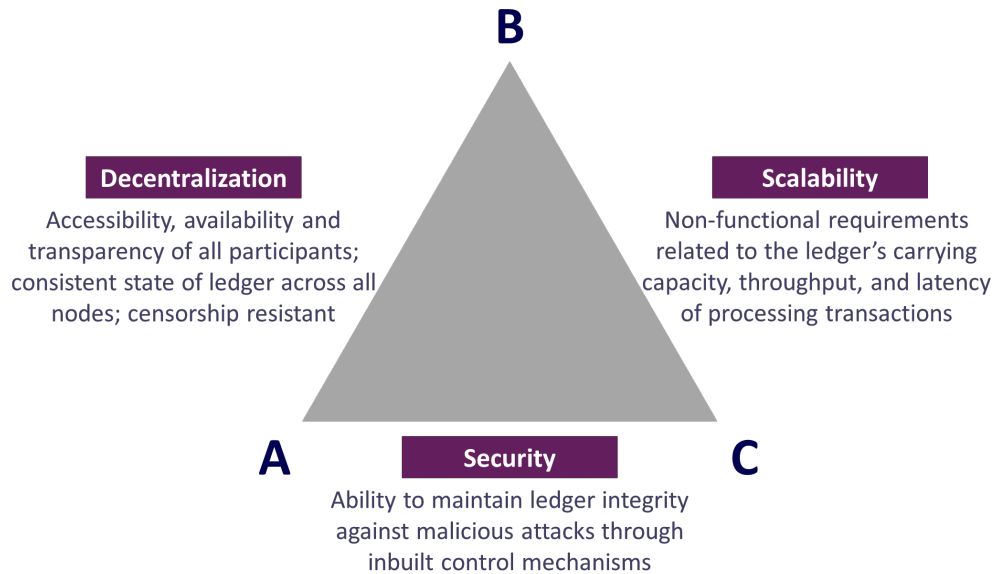 B
Decentralization
Accessibility, availability and
transparency of all participants;
consistent state of ledger across all
nodes; censorship resistant
Scalability
Non-functional requirements
related to the ledger’s carrying
capacity, throughput, and latency
of processing transactions
A
C
Security
Ability to maintain ledger integrity
against malicious attacks through
inbuilt control mechanisms